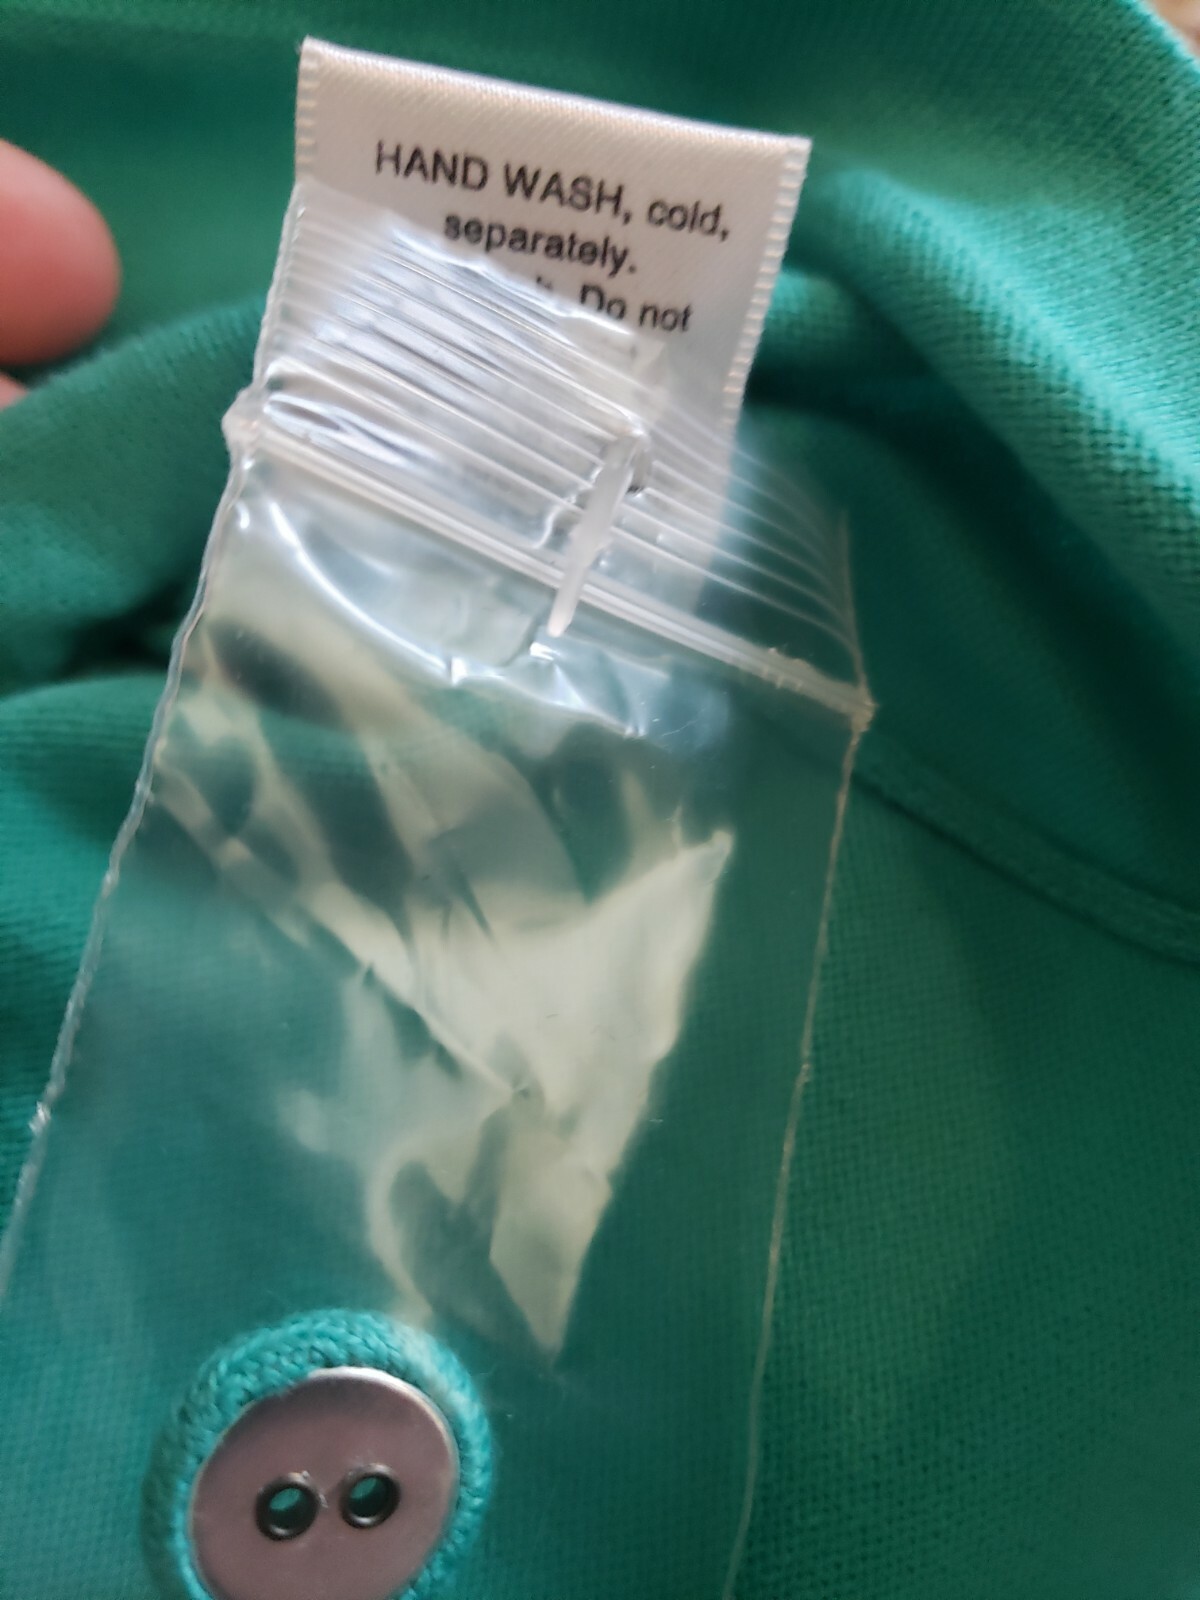 HAND WASH, cold,
separately.
Do not